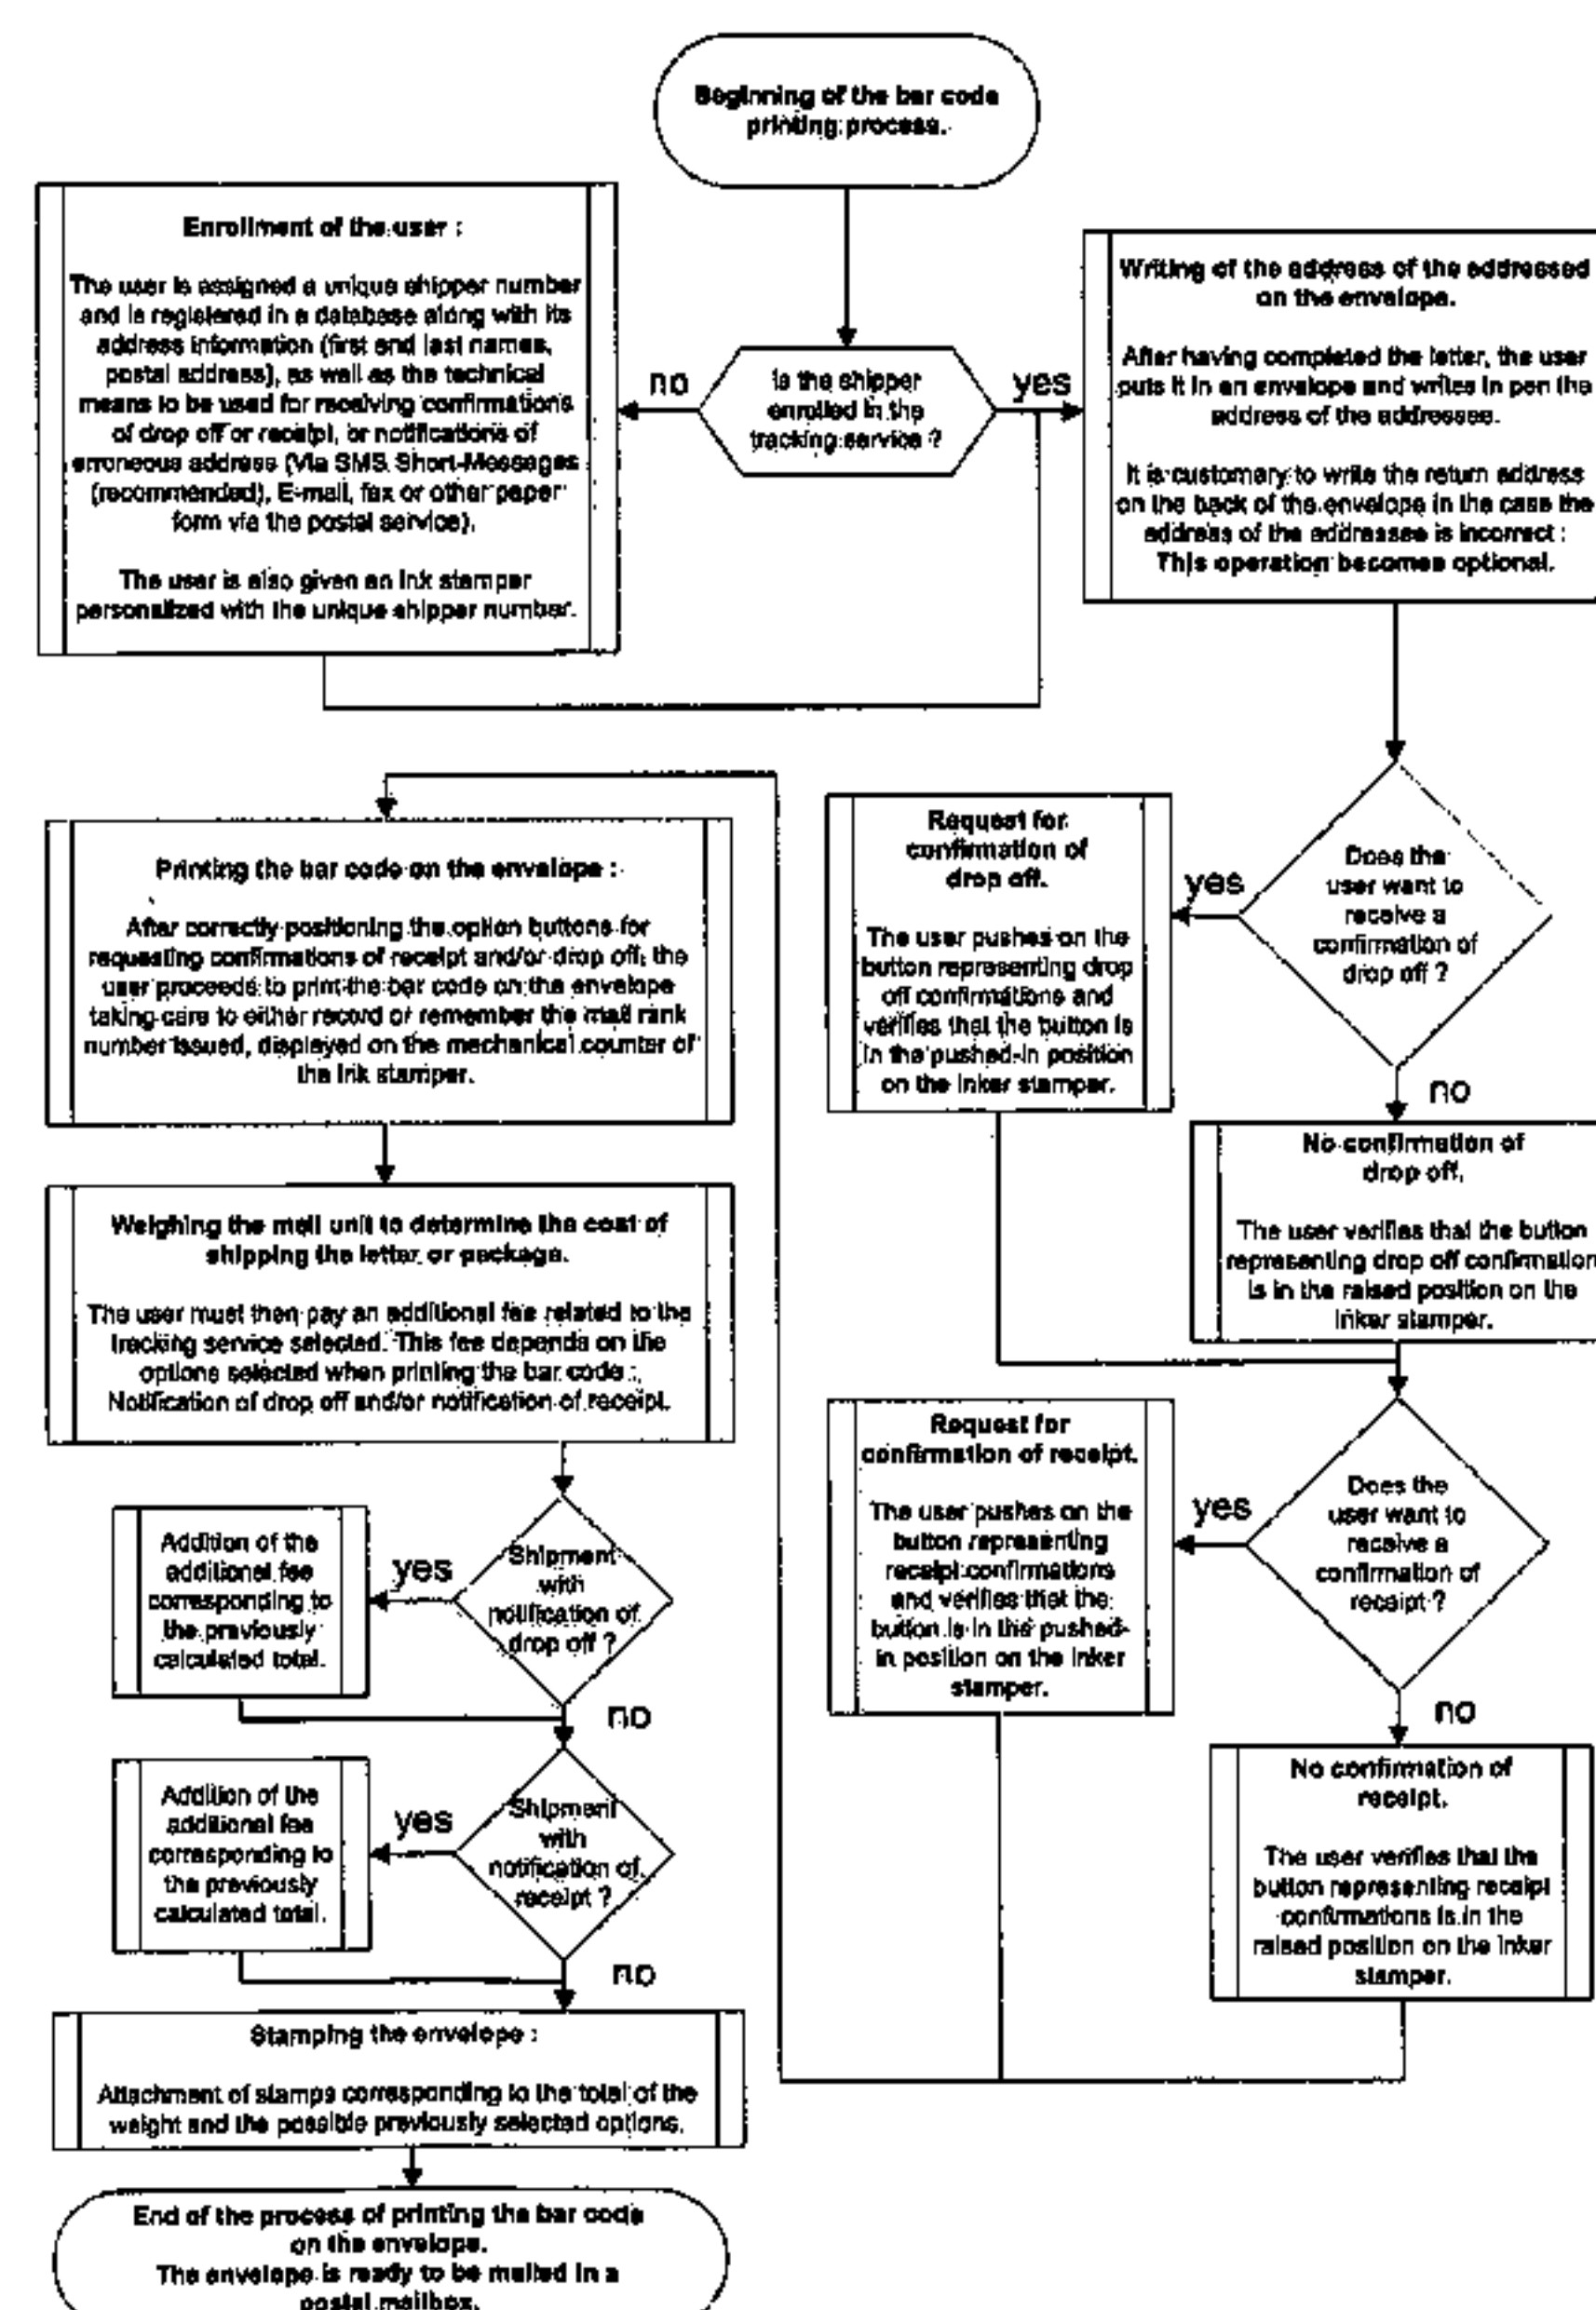 Beginning of the bar code
printing process.
Is the shipper
enrolled in the
tracking service ?
no
yes
Enrollment of the user :
The user is assigned a unique shipper number
and is registered in a database along with its
address information (first and last names,
postal address), as well as the technical
means to be used for receiving confirmations
of drop off or receipt, or notifications of
erroneous address (Via SMS Short-Messages
(recommended), E-mail, fax or other paper
form via the postal service).
The user is also given an ink stamper
personalized with the unique shipper number.
Writing of the address of the addressed
on the envelope.
After having completed the letter, the user
puts it in an envelope and writes in pen the
address of the addressee.
It is customary to write the return address
on the back of the envelope in the case the
address of the addressee is incorrect :
This operation becomes optional.
Does the
user want to
receive a
confirmation of
drop off ?
yes
no
Request for
confirmation of
drop off.
The user pushes on the
button representing drop
off confirmations and
verifies that the button is
in the pushed-in position
on the inker stamper.
No confirmation of
drop off.
The user verifies that the button
representing drop off confirmation
is in the raised position on the
inker stamper.
Does the
user want to
receive a
confirmation of
receipt ?
yes
no
Request for
confirmation of receipt.
The user pushes on the
button representing
receipt confirmations
and verifies that the
button is in the pushed-
in position on the inker
stamper.
No confirmation of
receipt.
The user verifies that the
button representing receipt
confirmations is in the
raised position on the inker
stamper.
Printing the bar code on the envelope :
After correctly positioning the option buttons for
requesting confirmations of receipt and/or drop off, the
user proceeds to print the bar code on the envelope
taking care to either record or remember the mail rank
number issued, displayed on the mechanical counter of
the ink stamper.
Weighing the mail unit to determine the cost of
shipping the letter or package.
The user must then pay an additional fee related to the
tracking service selected. This fee depends on the
options selected when printing the bar code :
Notification of drop off and/or notification of receipt.
Shipment
with
notification of
drop off ?
yes
no
Addition of the
additional fee
corresponding to
the previously
calculated total.
Shipment
with
notification of
receipt ?
yes
no
Addition of the
additional fee
corresponding to
the previously
calculated total.
Stamping the envelope :
Attachment of stamps corresponding to the total of the
weight and the possible previously selected options.
End of the process of printing the bar code
on the envelope.
The envelope is ready to be mailed in a
postal mailbox.